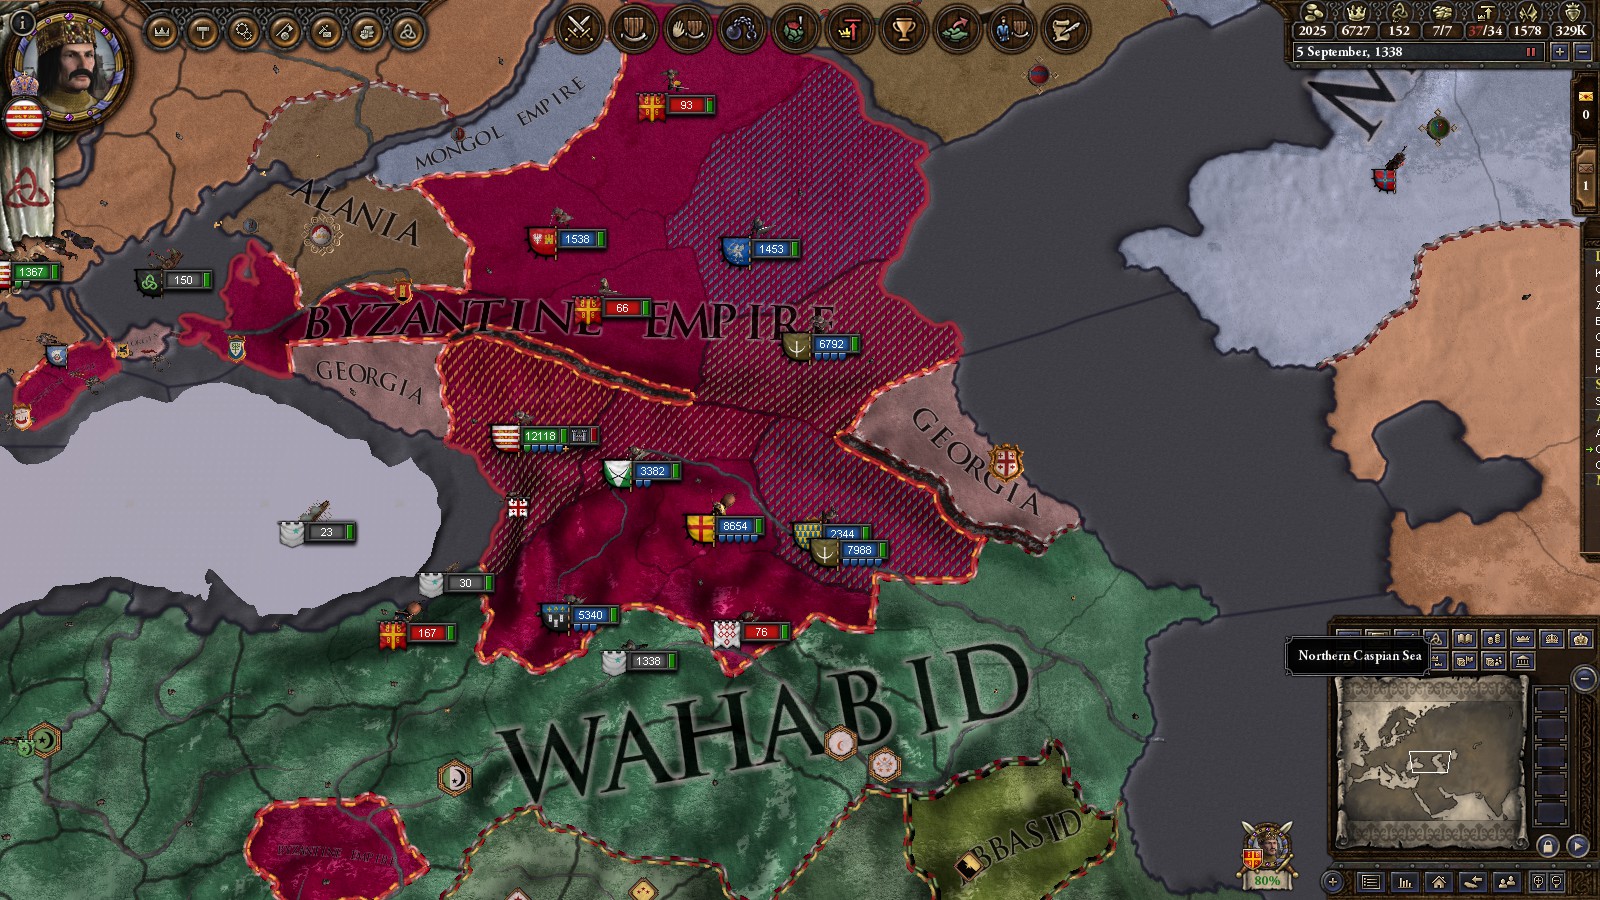 2025 6727 152 7/7 37/34 1578 329K
5 September, 1338
0
1
MONGOL EMPIRE
93
ALANIA
1538
1453
1367
150
BYZANTINE EMPIRE
66
6792
GEORGIA
GEORGIA
12118
3382
8654
2344
7988
23
30
5340
167
76
1338
Northern Caspian Sea
WAHABID
ABBASID
BYZANTINE EMPIRE
80%